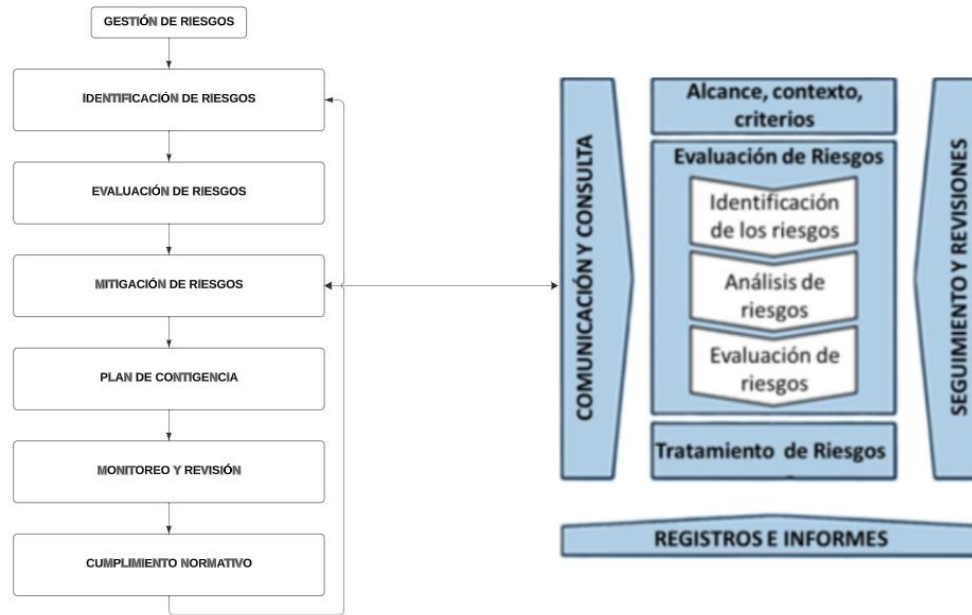 GESTIÓN DE RIESGOS
IDENTIFICACIÓN DE RIESGOS
EVALUACIÓN DE RIESGOS
MITIGACIÓN DE RIESGOS
PLAN DE CONTIGENCIA
MONITOREO Y REVISIÓN
CUMPLIMIENTO NORMATIVO
COMUNICACIÓN Y CONSULTA
Alcance, contexto,
criterios
Evaluación de Riesgos
Identificación
de los riesgos
Análisis de
riesgos
Evaluación de
riesgos
Tratamiento de Riesgos
SEGUIMIENTO Y REVISIONES
REGISTROS E INFORMES